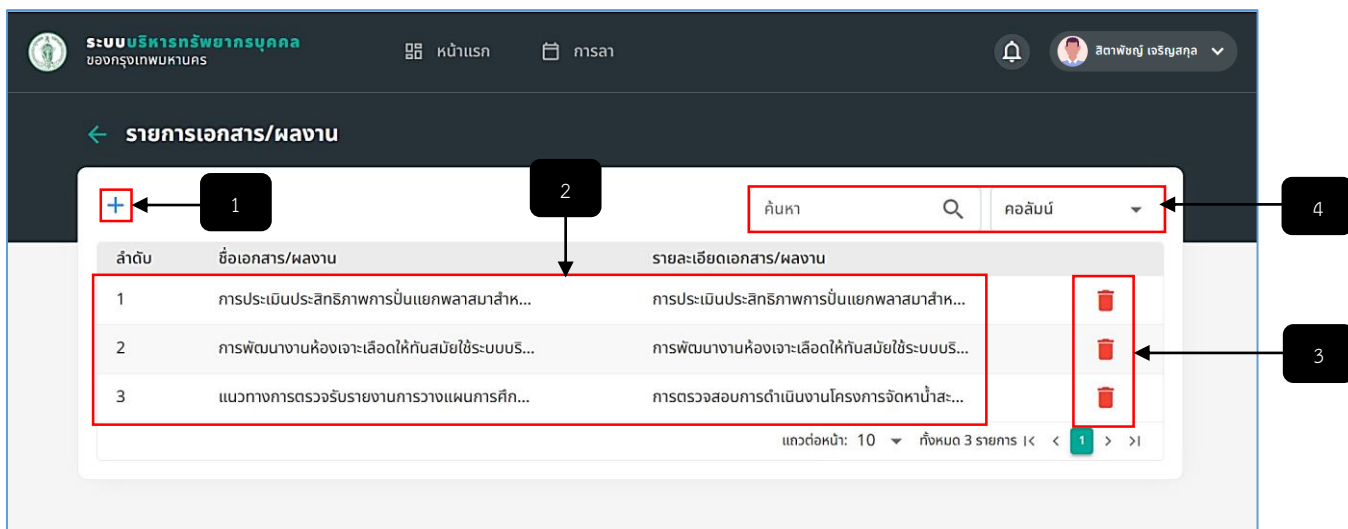 ระบบบริหารทรัพยากรบุคคล
ของกรุงเทพมหานคร
หน้าแรก
การลา
สิตาพัชญ์ เจริญสกุล
รายการเอกสาร/ผลงาน
1
2
ค้นหา
คอลัมน์
4
ลำดับ ชื่อเอกสาร/ผลงาน รายละเอียดเอกสาร/ผลงาน
1 การประเมินประสิทธิภาพการปั่นแยกพลาสมาสำห... การประเมินประสิทธิภาพการปั่นแยกพลาสมาสำห...
2 การพัฒนางานห้องเจาะเลือดให้ทันสมัยใช้ระบบบริ... การพัฒนางานห้องเจาะเลือดให้ทันสมัยใช้ระบบบริ...
3
3 แนวทางการตรวจรับรายงานการวางแผนการศึก... การตรวจสอบการดำเนินงานโครงการจัดหาน้ำสะ...
แถวต่อหน้า: 10 ทั้งหมด 3 รายการ |< < 1 > >|